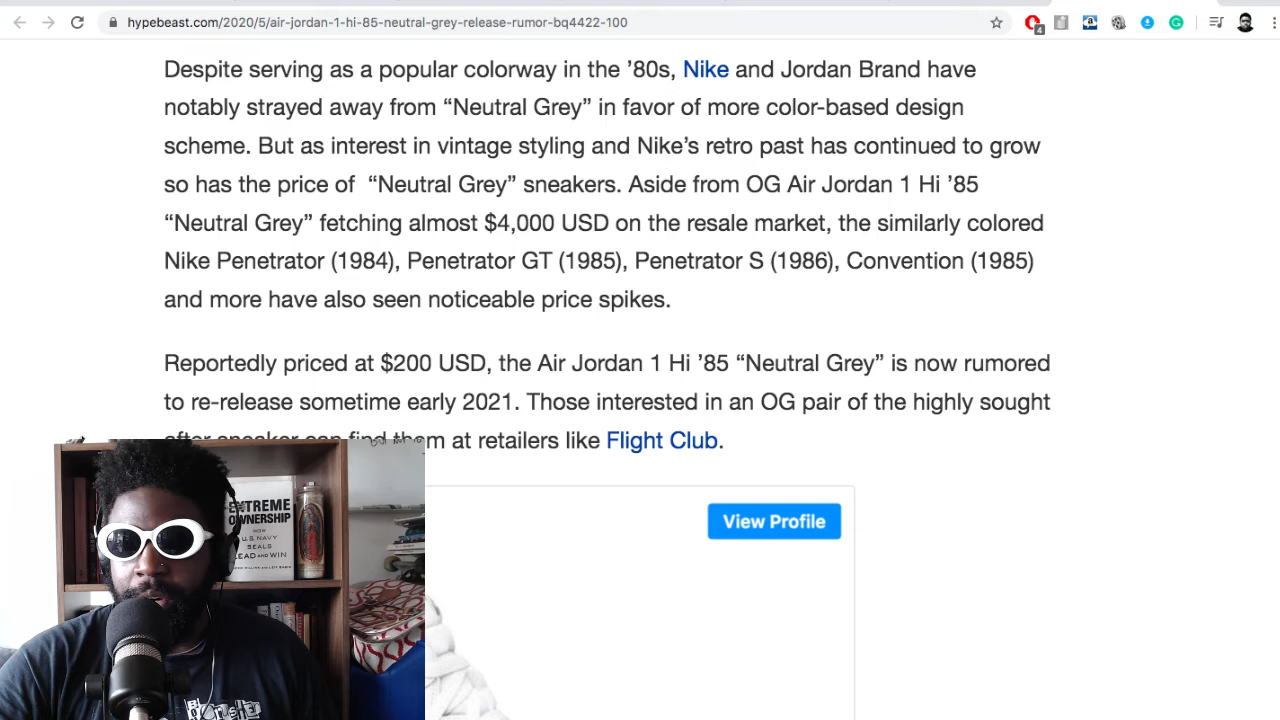 hypebeast.com/2020/5/air-jordan-1-hi-85-neutral-grey-release-rumor-bq4422-100
4
Despite serving as a popular colorway in the ’80s, Nike and Jordan Brand have
notably strayed away from “Neutral Grey” in favor of more color-based design
scheme. But as interest in vintage styling and Nike’s retro past has continued to grow
so has the price of “Neutral Grey” sneakers. Aside from OG Air Jordan 1 Hi ’85
“Neutral Grey” fetching almost $4,000 USD on the resale market, the similarly colored
Nike Penetrator (1984), Penetrator GT (1985), Penetrator S (1986), Convention (1985)
and more have also seen noticeable price spikes.
Reportedly priced at $200 USD, the Air Jordan 1 Hi ’85 “Neutral Grey” is now rumored
to re-release sometime early 2021. Those interested in an OG pair of the highly sought
after sneaker can find them at retailers like Flight Club.
View Profile
EXTREME
OWNERSHIP
HOW
U.S. NAVY
SEALS
LEAD AND WIN